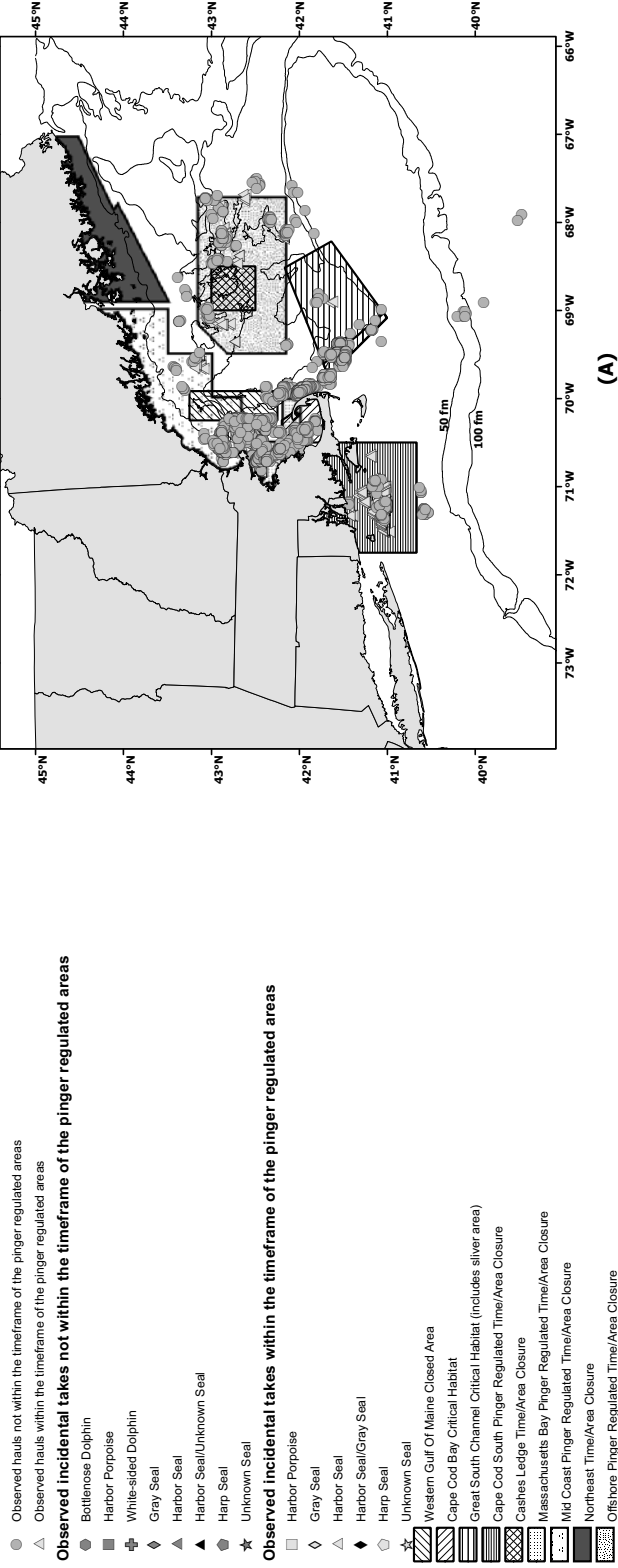 Observed hauls not within the timeframe of the pinger regulated areas
Observed hauls within the timeframe of the pinger regulated areas
Observed incidental takes not within the timeframe of the pinger regulated areas
Bottlenose Dolphin
Harbor Porpoise
White-sided Dolphin
Gray Seal
Harbor Seal
Harbor Seal/Unknown Seal
Harp Seal
Unknown Seal
Observed incidental takes within the timeframe of the pinger regulated areas
Harbor Porpoise
Gray Seal
Harbor Seal
Harbor Seal/Gray Seal
Harp Seal
Unknown Seal
Western Gulf Of Maine Closed Area
Cape Cod Bay Critical Habitat
Great South Channel Critical Habitat (includes sliver area)
Cape Cod South Pinger Regulated Time/Area Closure
Cashes Ledge Time/Area Closure
Massachusetts Bay Pinger Regulated Time/Area Closure
Mid Coast Pinger Regulated Time/Area Closure
Northeast Time/Area Closure
Offshore Pinger Regulated Time/Area Closure
45°N
44°N
43°N
42°N
41°N
40°N
45°N
44°N
43°N
42°N
41°N
40°N
50 fm
100 fm
73°W
72°W
71°W
70°W
69°W
68°W
67°W
66°W
(A)